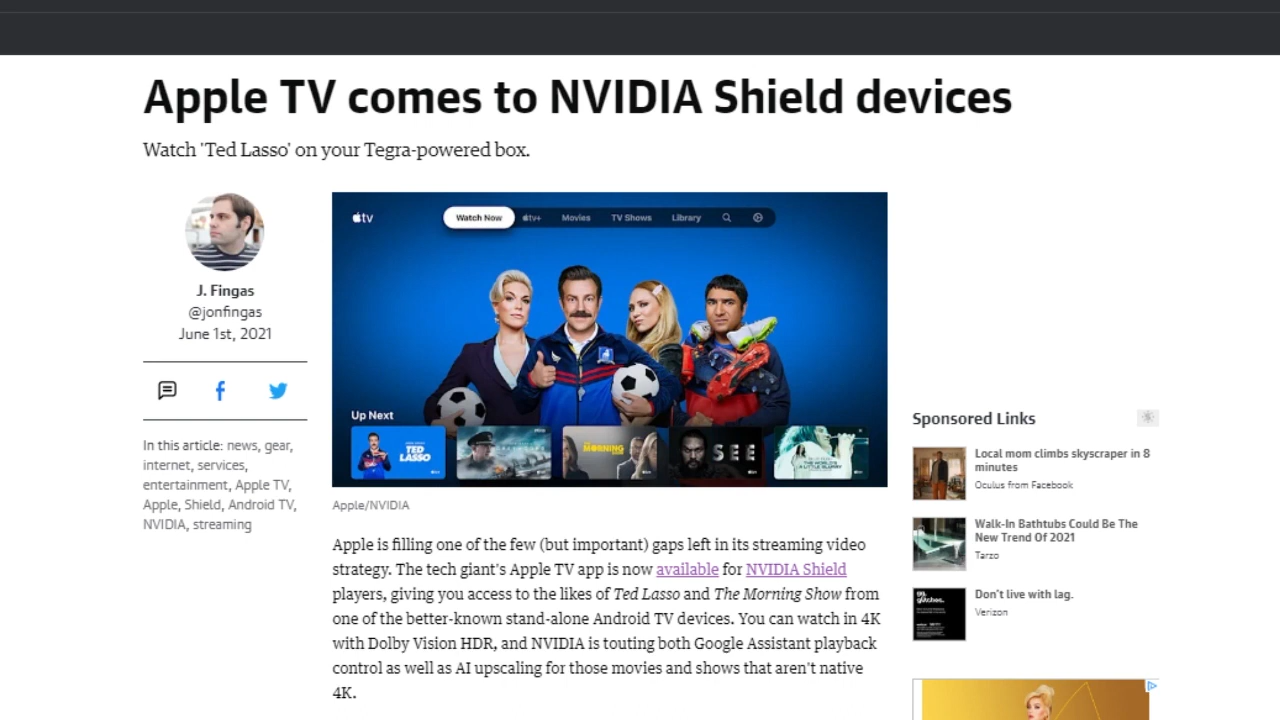 Apple TV comes to NVIDIA Shield devices
Watch 'Ted Lasso' on your Tegra-powered box.
J. Fingas
@jonfingas
June 1st, 2021
In this article: news, gear,
internet, services,
entertainment, Apple TV,
Apple, Shield, Android TV,
NVIDIA, streaming
tv
Watch Now
tv+
Movies
TV Shows
Library
Up Next
TED LASSO
THE MORNING SHOW
SEE
Apple/NVIDIA
Apple is filling one of the few (but important) gaps left in its streaming video
strategy. The tech giant's Apple TV app is now available for NVIDIA Shield
players, giving you access to the likes of Ted Lasso and The Morning Show from
one of the better-known stand-alone Android TV devices. You can watch in 4K
with Dolby Vision HDR, and NVIDIA is touting both Google Assistant playback
control as well as AI upscaling for those movies and shows that aren't native
4K.
Sponsored Links
Local mom climbs skyscraper in 8
minutes
Oculus from Facebook
Walk-In Bathtubs Could Be The
New Trend Of 2021
Tarzo
Don't live with lag.
Verizon